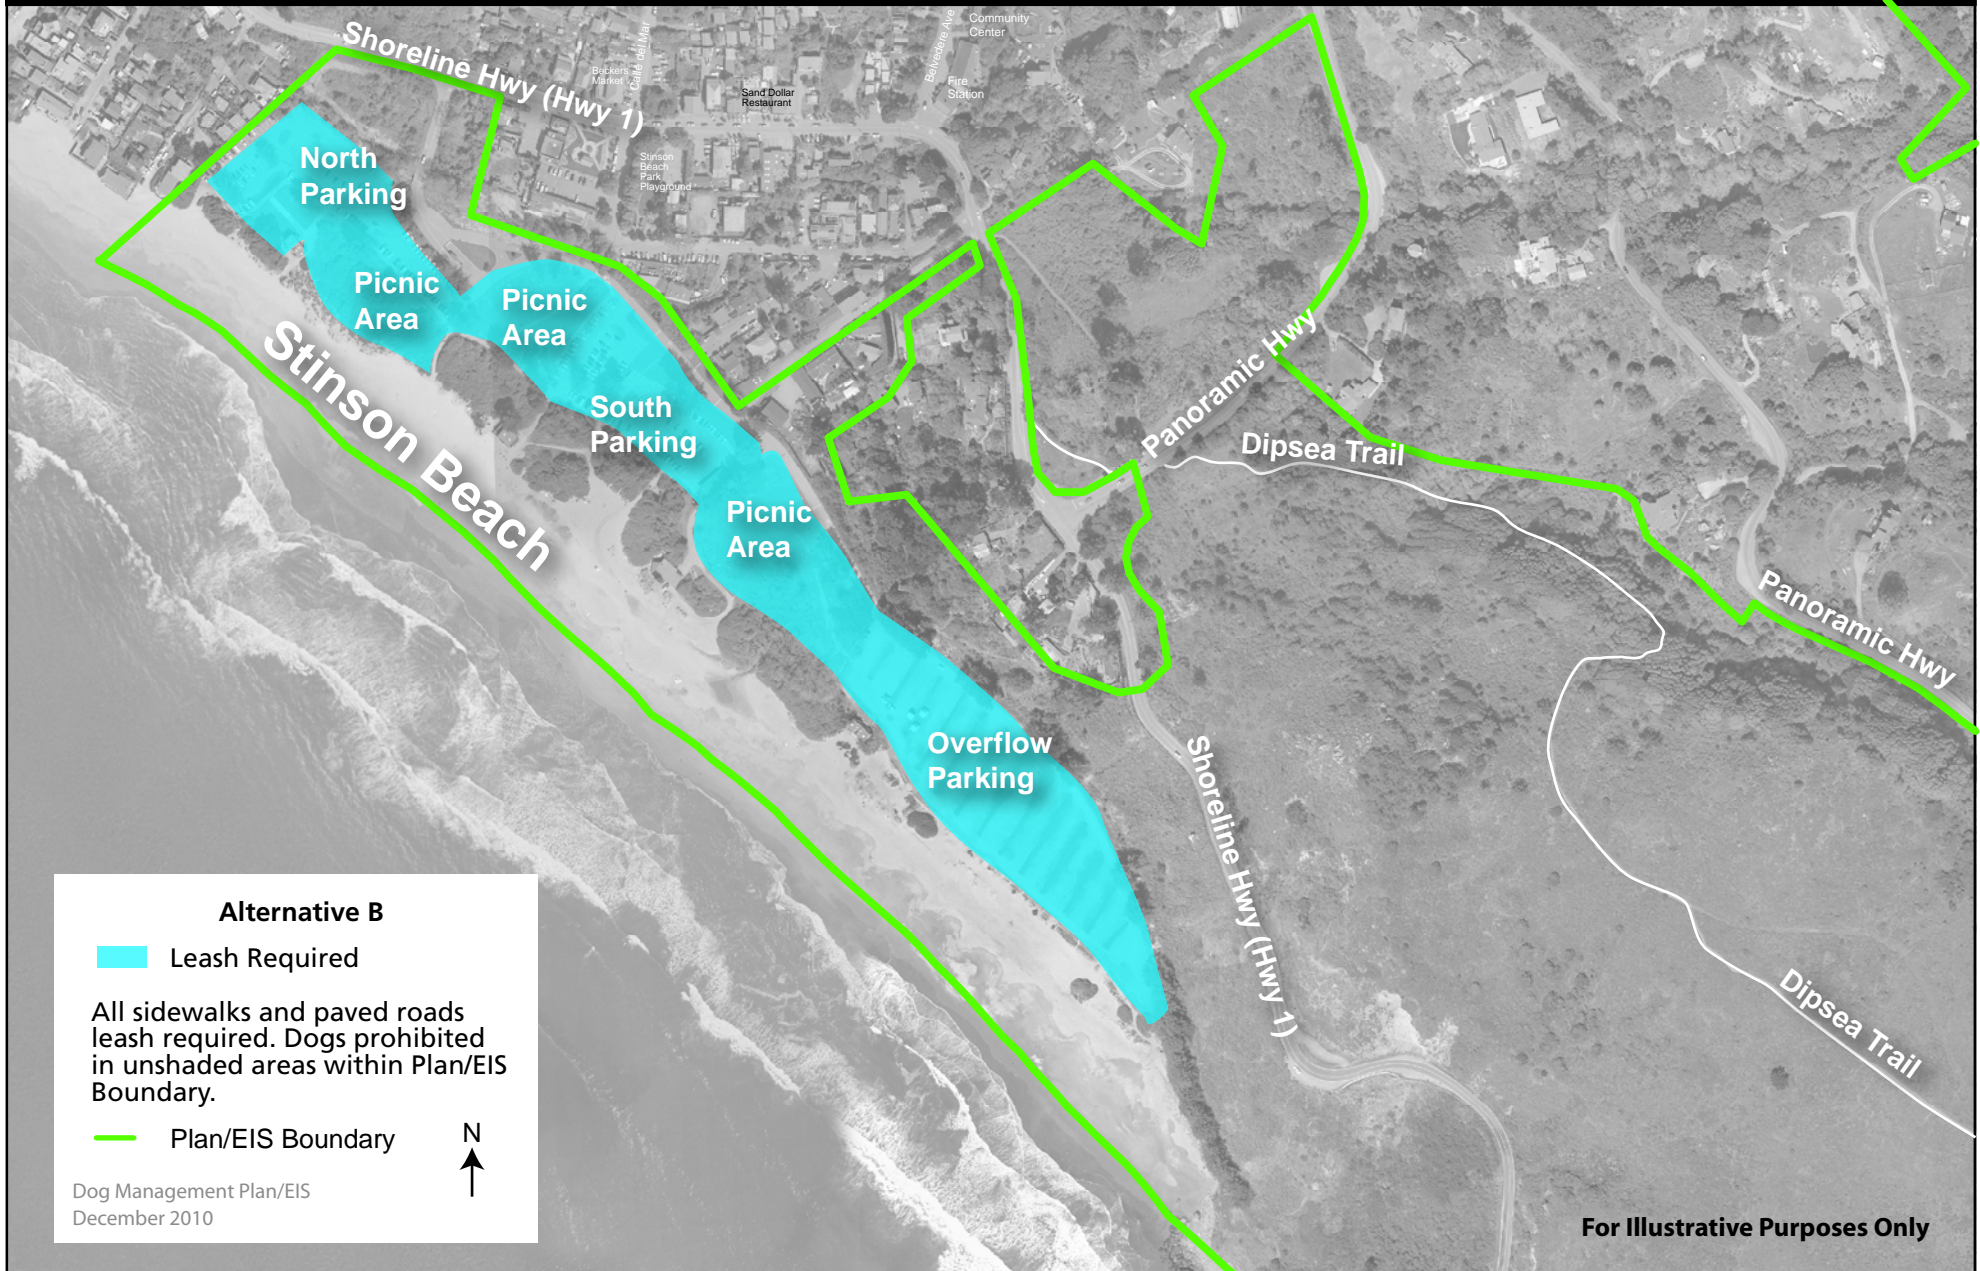 Shoreline Hwy (Hwy 1)
Beckers
Market
Calle del Mar
Sand Dollar
Restaurant
Belvedere Ave
Community
Center
Fire
Station
Stinson
Beach
Park
Playground
North
Parking
Picnic
Area
Picnic
Area
South
Parking
Picnic
Area
Overflow
Parking
Stinson Beach
Panoramic Hwy
Dipsea Trail
Panoramic Hwy
Shoreline Hwy (Hwy 1)
Dipsea Trail
Alternative B
Leash Required
All sidewalks and paved roads
leash required. Dogs prohibited
in unshaded areas within Plan/EIS
Boundary.
Plan/EIS Boundary
N
Dog Management Plan/EIS
December 2010
For Illustrative Purposes Only